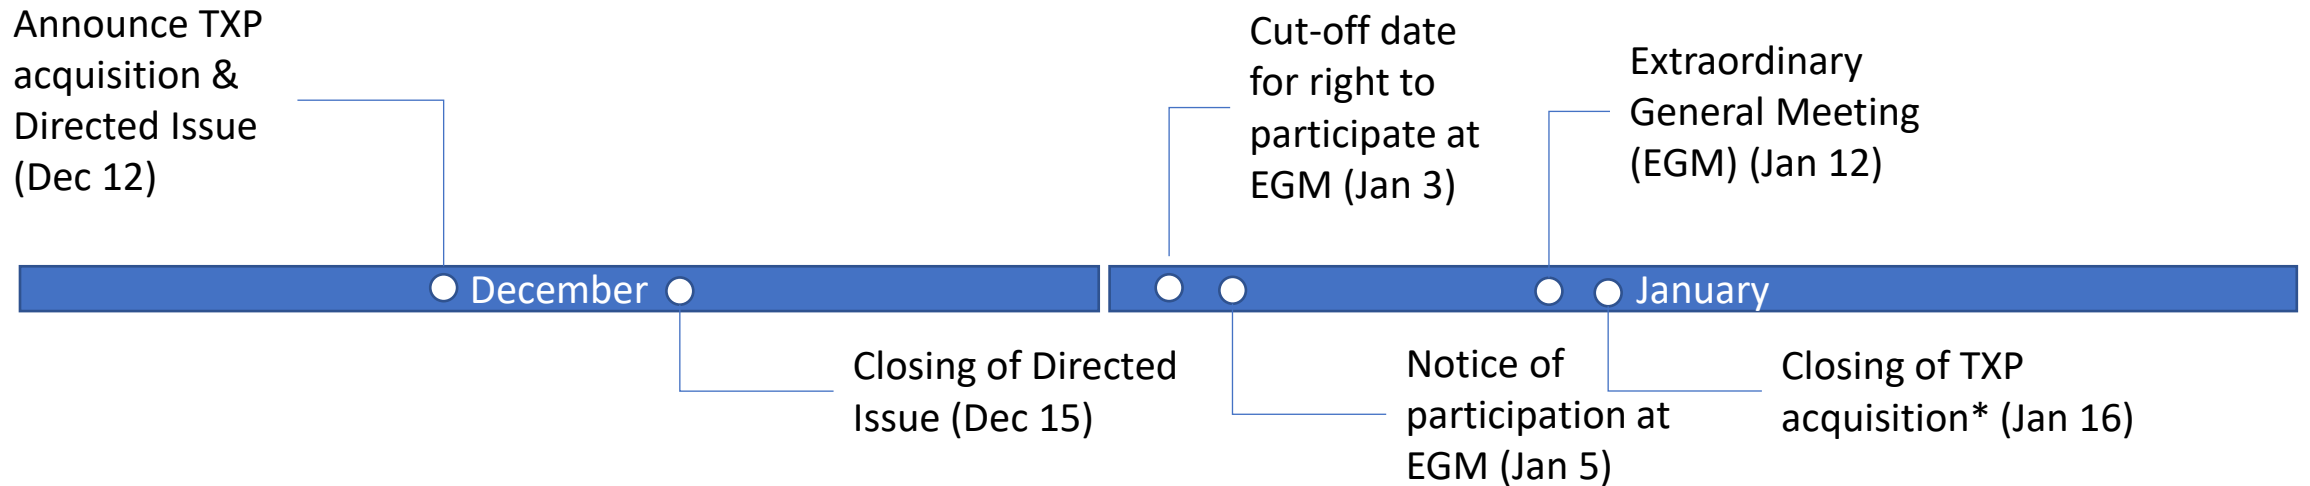 Announce TXP
acquisition &
Directed Issue
(Dec 12)
Cut-off date
for right to
participate at
EGM (Jan 3)
Extraordinary
General Meeting
(EGM) (Jan 12)
December
January
Closing of Directed
Issue (Dec 15)
Notice of
participation at
EGM (Jan 5)
Closing of TXP
acquisition* (Jan 16)